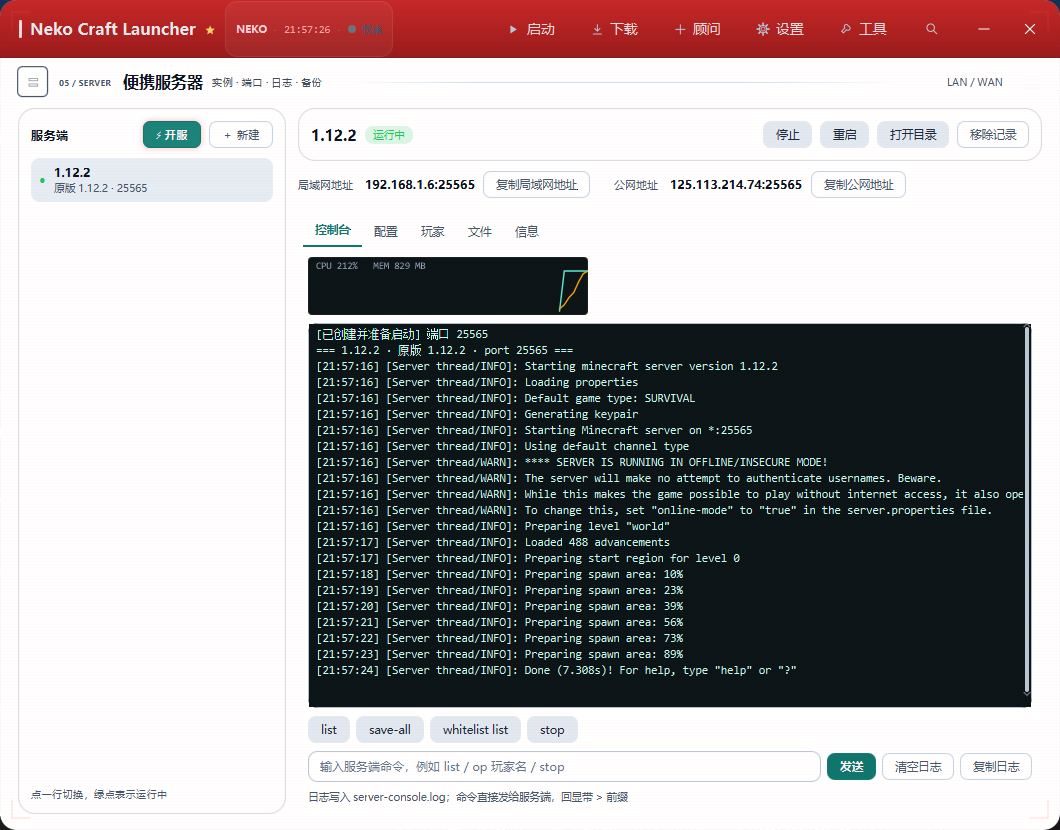 Neko Craft Launcher ★ NEKO 21:57:26 启动 下载 顾问 设置 工具
05 / SERVER 便携服务器 实例 · 端口 · 日志 · 备份 LAN / WAN
服务端 ⚡开服 + 新建
1.12.2
原版 1.12.2 · 25565
点一行切换，绿点表示运行中
1.12.2 运行中 停止 重启 打开目录 移除记录
局域网地址 192.168.1.6:25565 复制局域网地址 公网地址 125.113.214.74:25565 复制公网地址
控制台 配置 玩家 文件 信息
CPU 212% MEM 829 MB
[已创建并准备启动] 端口 25565
=== 1.12.2 · 原版 1.12.2 · port 25565 ===
[21:57:16] [Server thread/INFO]: Starting minecraft server version 1.12.2
[21:57:16] [Server thread/INFO]: Loading properties
[21:57:16] [Server thread/INFO]: Default game type: SURVIVAL
[21:57:16] [Server thread/INFO]: Generating keypair
[21:57:16] [Server thread/INFO]: Starting Minecraft server on *:25565
[21:57:16] [Server thread/INFO]: Using default channel type
[21:57:16] [Server thread/WARN]: **** SERVER IS RUNNING IN OFFLINE/INSECURE MODE!
[21:57:16] [Server thread/WARN]: The server will make no attempt to authenticate usernames. Beware.
[21:57:16] [Server thread/WARN]: While this makes the game possible to play without internet access, it also ope
[21:57:16] [Server thread/WARN]: To change this, set "online-mode" to "true" in the server.properties file.
[21:57:16] [Server thread/INFO]: Preparing level "world"
[21:57:17] [Server thread/INFO]: Loaded 488 advancements
[21:57:17] [Server thread/INFO]: Preparing start region for level 0
[21:57:18] [Server thread/INFO]: Preparing spawn area: 10%
[21:57:19] [Server thread/INFO]: Preparing spawn area: 23%
[21:57:20] [Server thread/INFO]: Preparing spawn area: 39%
[21:57:21] [Server thread/INFO]: Preparing spawn area: 56%
[21:57:22] [Server thread/INFO]: Preparing spawn area: 73%
[21:57:23] [Server thread/INFO]: Preparing spawn area: 89%
[21:57:24] [Server thread/INFO]: Done (7.308s)! For help, type "help" or "?"
list save-all whitelist list stop
输入服务端命令，例如 list / op 玩家名 / stop 发送 清空日志 复制日志
日志写入 server-console.log；命令直接发给服务端，回显带 > 前缀